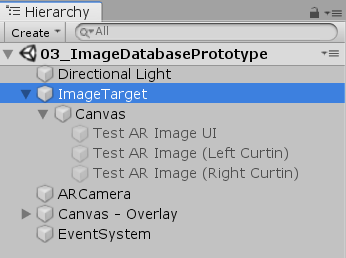 Hierarchy
Create
All
03_ImageDatabasePrototype
Directional Light
ImageTarget
Canvas
Test AR Image UI
Test AR Image (Left Curtin)
Test AR Image (Right Curtin)
ARCamera
Canvas - Overlay
EventSystem